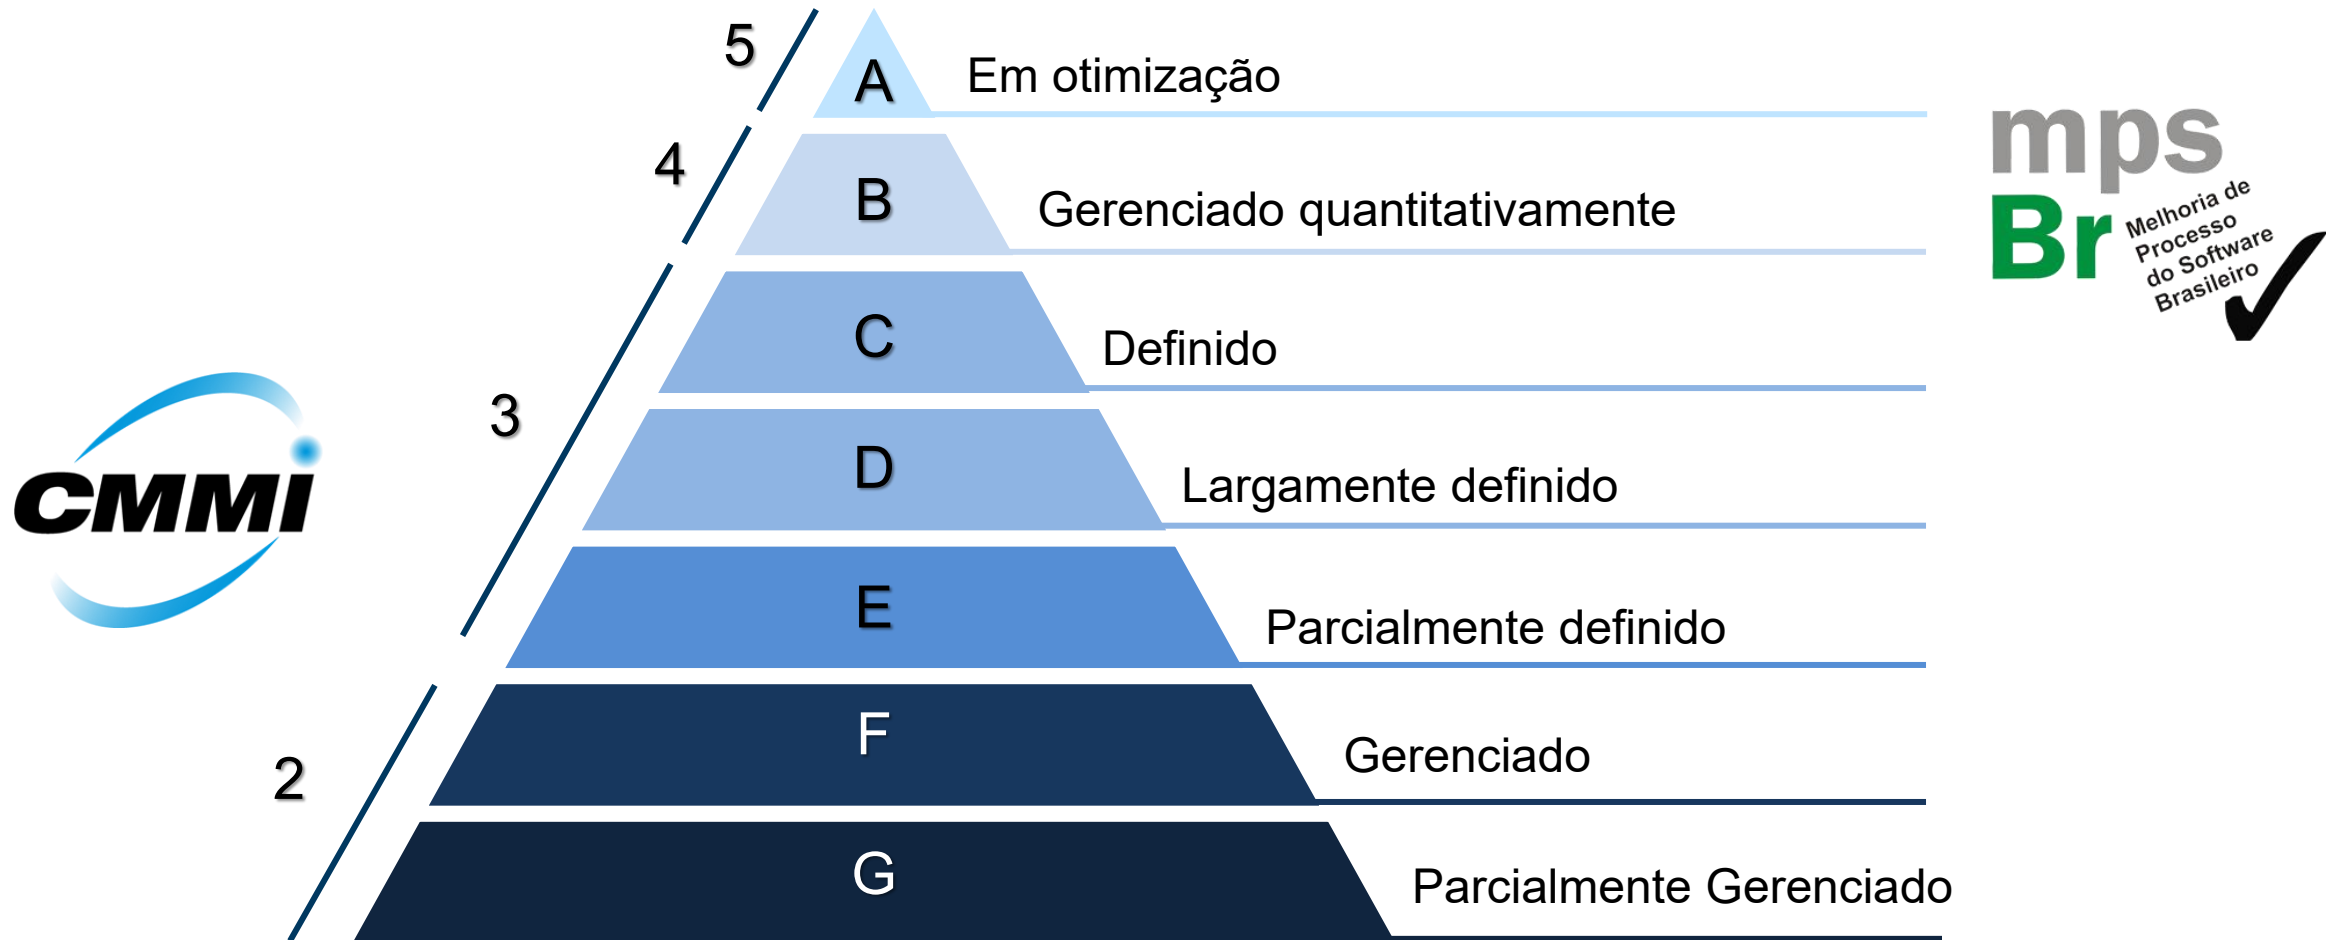 5
A
Em otimização
4
B
Gerenciado quantitativamente
mps
Br
Melhoria de
Processo
do Software
Brasileiro
3
C
Definido
D
Largamente definido
CMMI
E
Parcialmente definido
2
F
Gerenciado
G
Parcialmente Gerenciado